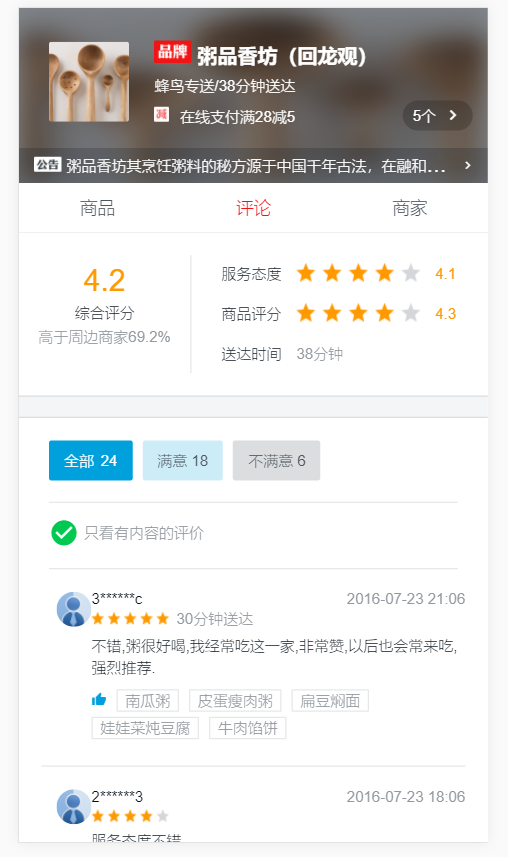 品牌 粥品香坊（回龙观）
蜂鸟专送/38分钟送达
减 在线支付满28减5
5个
公告 粥品香坊其烹饪粥料的秘方源于中国千年古法，在融和...
商品 评论 商家
4.2
综合评分
高于周边商家69.2%
服务态度 4.1
商品评分 4.3
送达时间 38分钟
全部 24 满意 18 不满意 6
只看有内容的评价
3******c 2016-07-23 21:06
30分钟送达
不错,粥很好喝,我经常吃这一家,非常赞,以后也会常来吃,
强烈推荐.
南瓜粥 皮蛋瘦肉粥 扁豆焖面
娃娃菜炖豆腐 牛肉馅饼
2******3 2016-07-23 18:06
服务态度不错